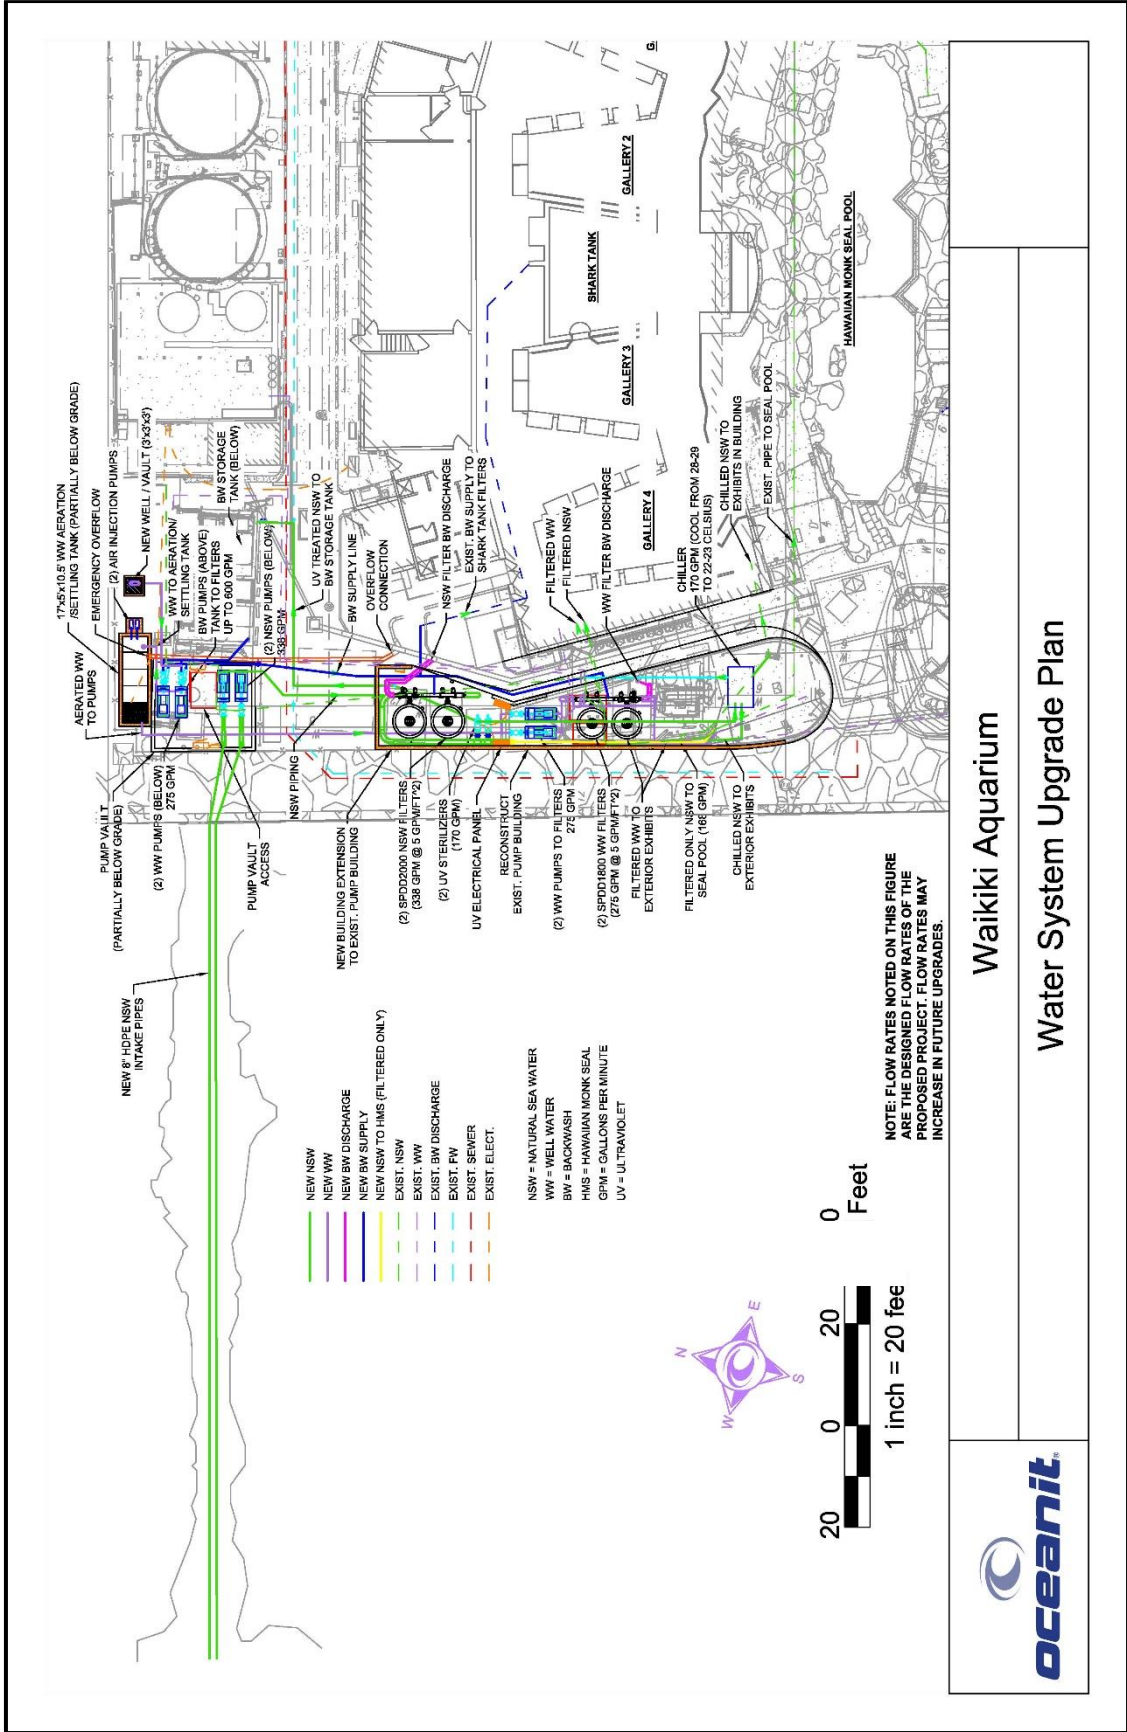 17'x5'x10.5' WW AERATION
/SETTLING TANK (PARTIALLY BELOW GRADE)
EMERGENCY OVERFLOW
(2) AIR INJECTION PUMPS
NEW WELL / VAULT (3'x3'x3')
AERATED WW
TO PUMPS
WW TO AERATION/
SETTLING TANK
BW PUMPS (ABOVE)
TANK TO FILTERS
UP TO 600 GPM
BW STORAGE
TANK (BELOW)
(2) NSW PUMPS (BELOW)
338 GPM
UV TREATED NSW TO
BW STORAGE TANK
BW SUPPLY LINE
OVERFLOW
CONNECTION
NSW FILTER BW DISCHARGE
EXIST. BW SUPPLY TO
SHARK TANK FILTERS
FILTERED WW
FILTERED NSW
WW FILTER BW DISCHARGE
CHILLER
170 GPM (COOL FROM 28-29
TO 22-23 CELSIUS)
CHILLED NSW TO
EXHIBITS IN BUILDING
EXIST. PIPE TO SEAL POOL
GALLERY 2
SHARK TANK
GALLERY 3
GALLERY 4
G
HAWAIIAN MONK SEAL POOL
PUMP VAULT
(PARTIALLY BELOW GRADE)
(2) WW PUMPS (BELOW)
275 GPM
PUMP VAULT
ACCESS
NSW PIPING
NEW BUILDING EXTENSION
TO EXIST. PUMP BUILDING
(2) SPDD2000 NSW FILTERS
(338 GPM @ 5 GPM/FT^2)
(2) UV STERILIZERS
(170 GPM)
UV ELECTRICAL PANEL
RECONSTRUCT
EXIST. PUMP BUILDING
(2) WW PUMPS TO FILTERS
275 GPM
(2) SPDD1800 WW FILTERS
(275 GPM @ 5 GPM/FT^2)
FILTERED WW TO
EXTERIOR EXHIBITS
FILTERED ONLY NSW TO
SEAL POOL (168 GPM)
CHILLED NSW TO
EXTERIOR EXHIBITS
NEW 8" HDPE NSW
INTAKE PIPES
NEW NSW
NEW WW
NEW BW DISCHARGE
NEW BW SUPPLY
NEW NSW TO HMS (FILTERED ONLY)
EXIST. NSW
EXIST. WW
EXIST. BW DISCHARGE
EXIST. FW
EXIST. SEWER
EXIST. ELECT.
NSW = NATURAL SEA WATER
WW = WELL WATER
BW = BACKWASH
HMS = HAWAIIAN MONK SEAL
GPM = GALLONS PER MINUTE
UV = ULTRAVIOLET
NOTE: FLOW RATES NOTED ON THIS FIGURE
ARE THE DESIGNED FLOW RATES OF THE
PROPOSED PROJECT. FLOW RATES MAY
INCREASE IN FUTURE UPGRADES.
N
E
S
W
20 0 20 0
Feet
1 inch = 20 fee
oceanit
Waikiki Aquarium
Water System Upgrade Plan